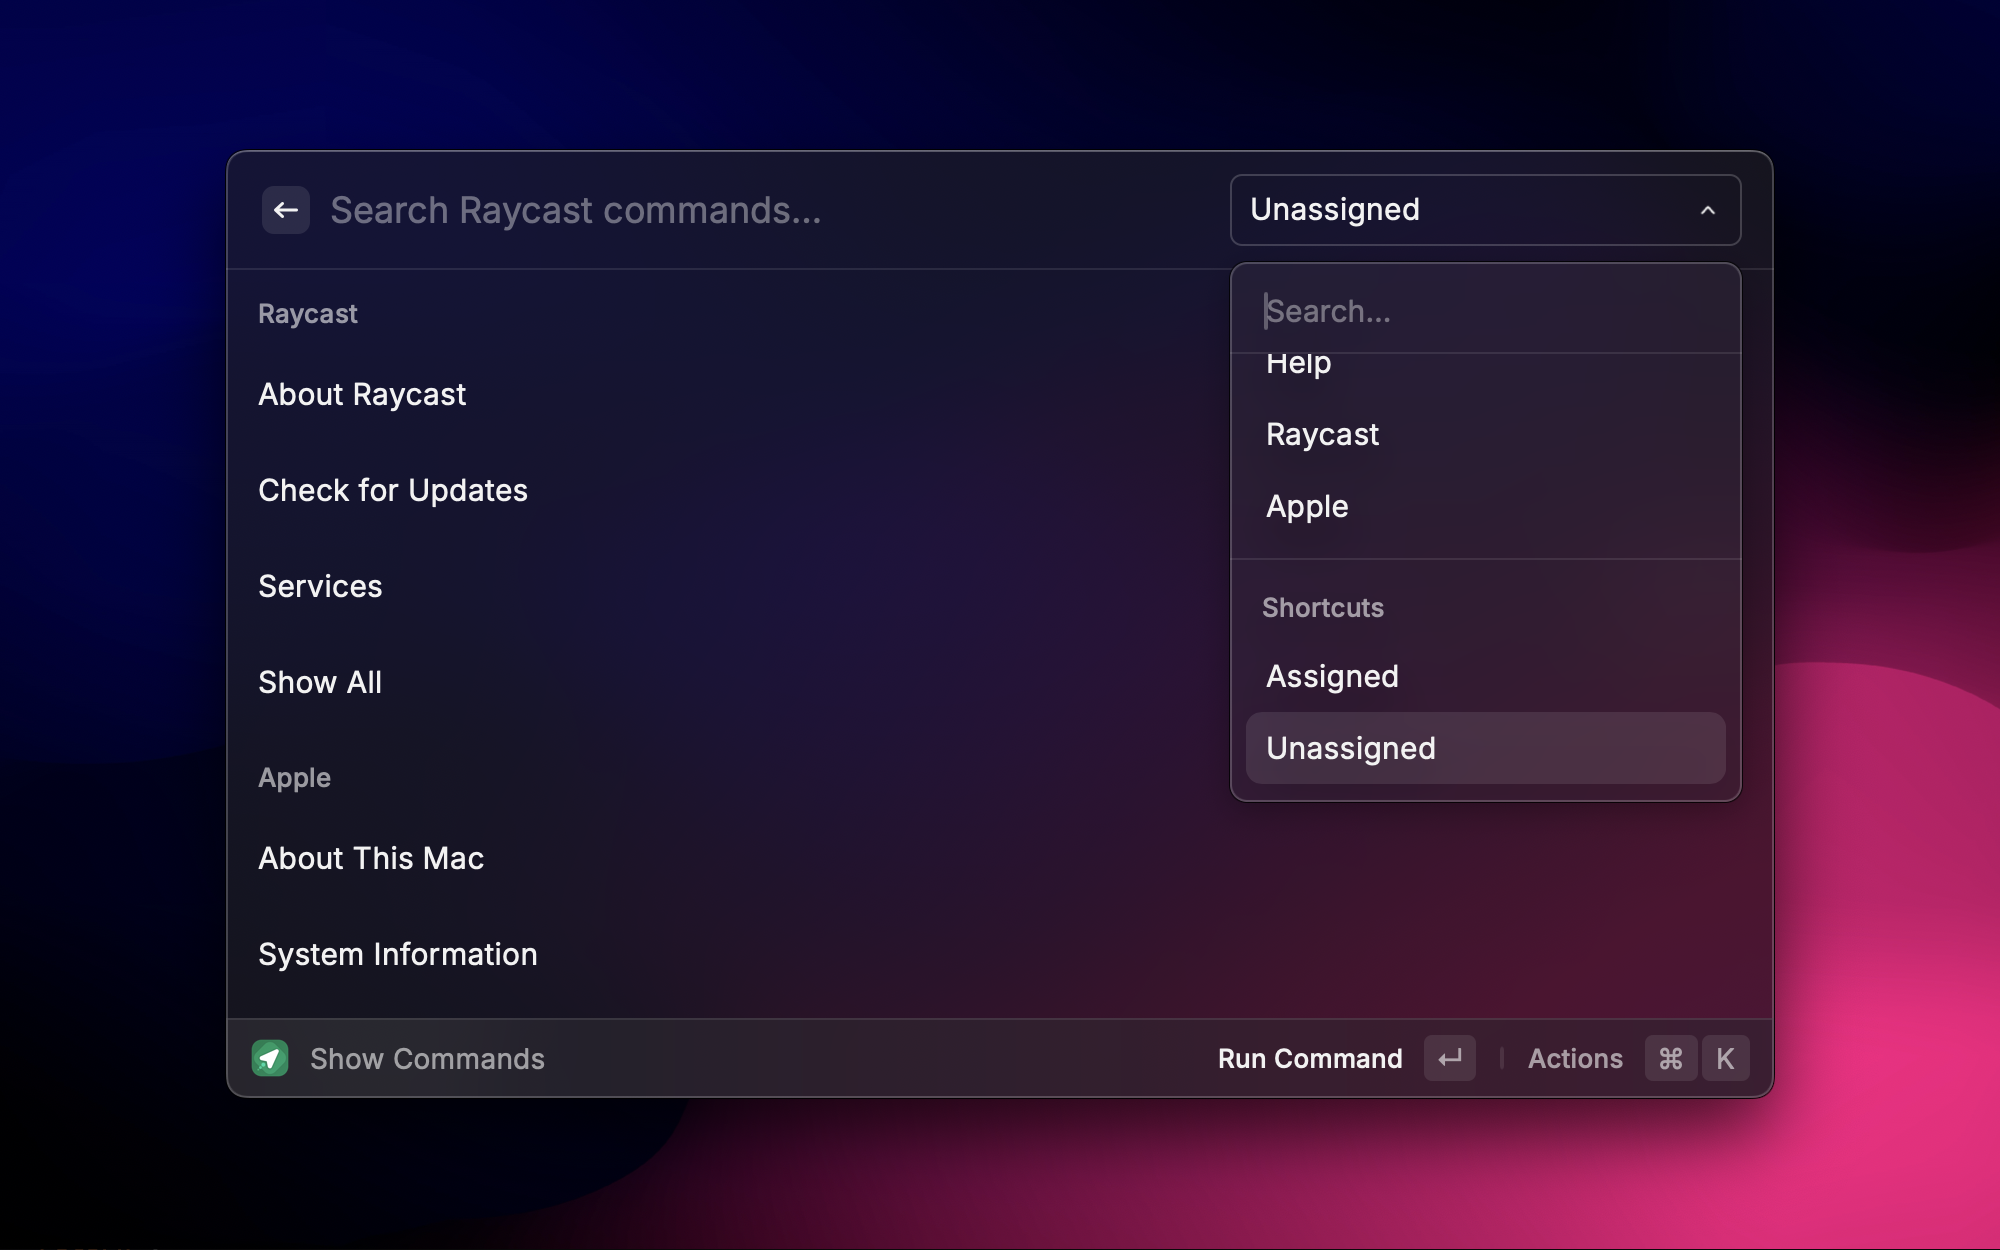 Search Raycast commands...
Unassigned
Raycast
About Raycast
Check for Updates
Services
Show All
Apple
About This Mac
System Information
Search...
Help
Raycast
Apple
Shortcuts
Assigned
Unassigned
Show Commands
Run Command ↵ Actions ⌘ K